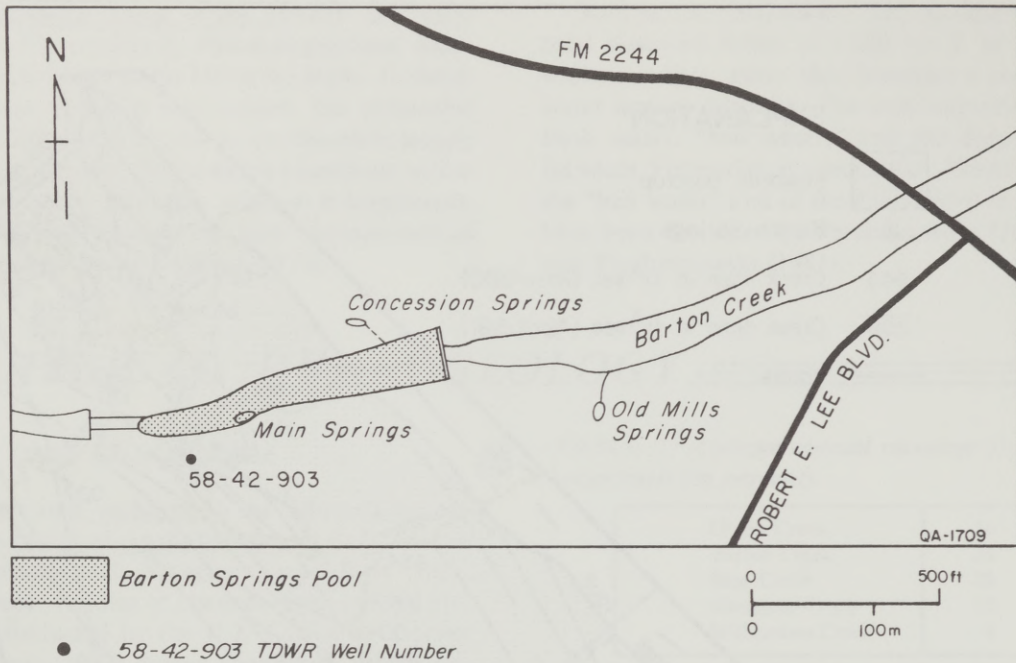 N
FM 2244
Concession Springs
Barton Creek
Main Springs
Old Mills
Springs
58-42-903
ROBERT E. LEE BLVD.
QA-1709
Barton Springs Pool
0 500 ft
0 100 m
58-42-903 TDWR Well Number